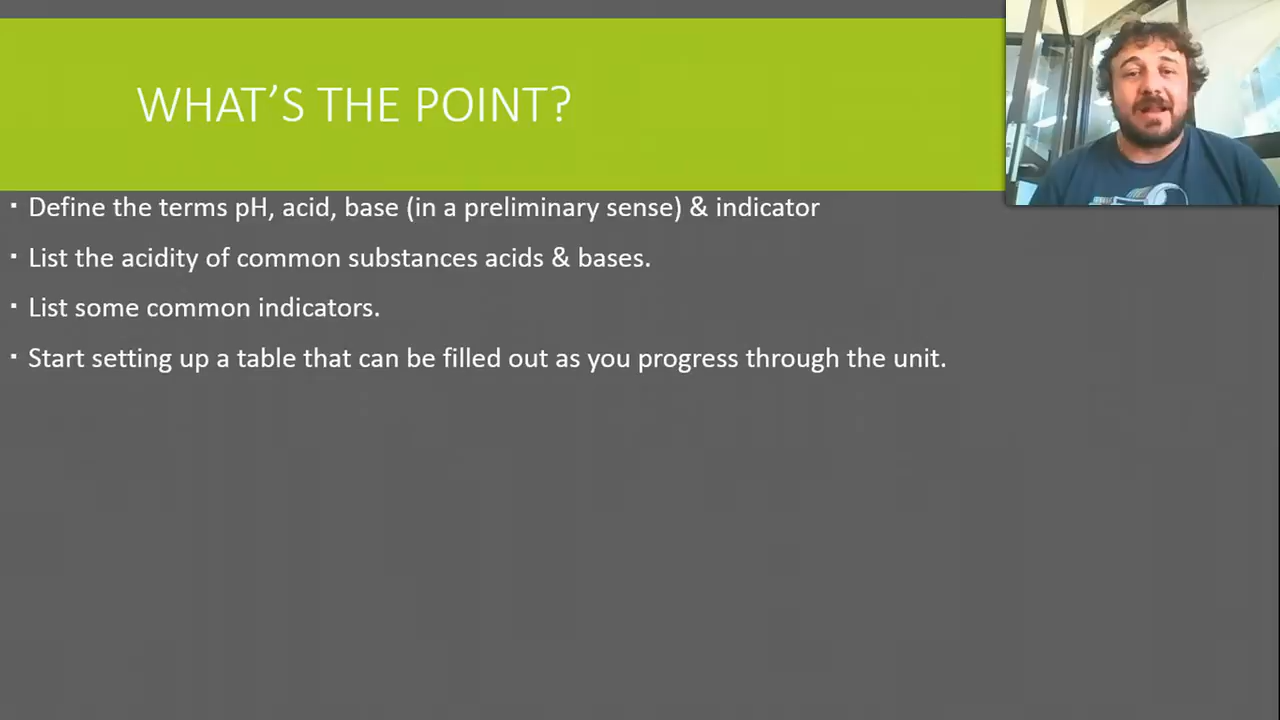 WHAT'S THE POINT?
▪ Define the terms pH, acid, base (in a preliminary sense) & indicator
▪ List the acidity of common substances acids & bases.
▪ List some common indicators.
▪ Start setting up a table that can be filled out as you progress through the unit.